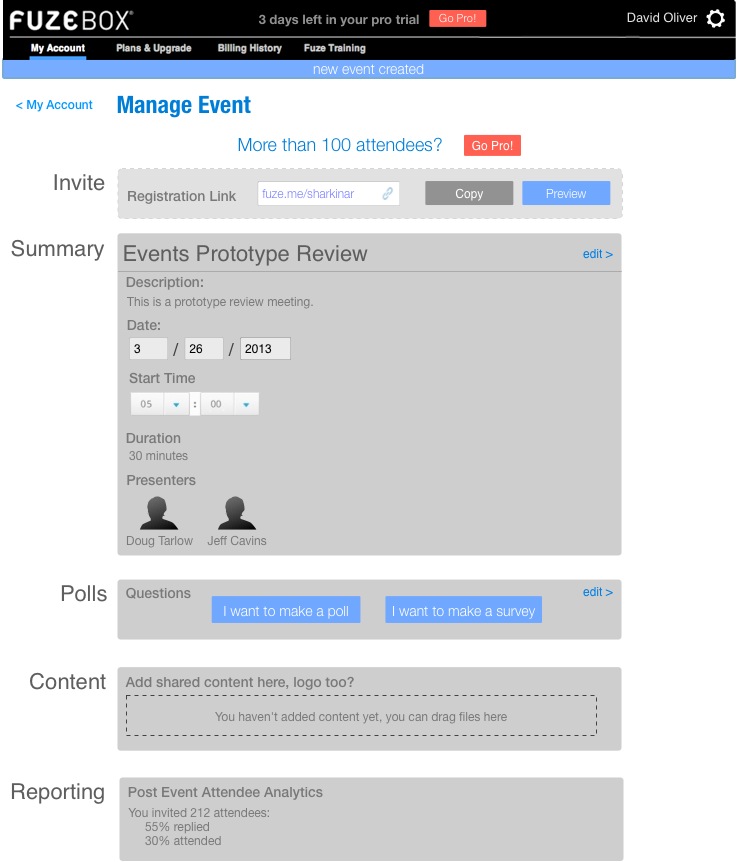 FUZEBOX®
3 days left in your pro trial Go Pro! David Oliver
My Account Plans & Upgrade Billing History Fuze Training
new event created
< My Account Manage Event
More than 100 attendees? Go Pro!
Invite
Registration Link fuze.me/sharkinar Copy Preview
Summary
Events Prototype Review edit >
Description:
This is a prototype review meeting.
Date:
3 / 26 / 2013
Start Time
05 : 00
Duration
30 minutes
Presenters
Doug Tarlow Jeff Cavins
Polls
Questions edit >
I want to make a poll I want to make a survey
Content
Add shared content here, logo too?
You haven't added content yet, you can drag files here
Reporting
Post Event Attendee Analytics
You invited 212 attendees:
55% replied
30% attended